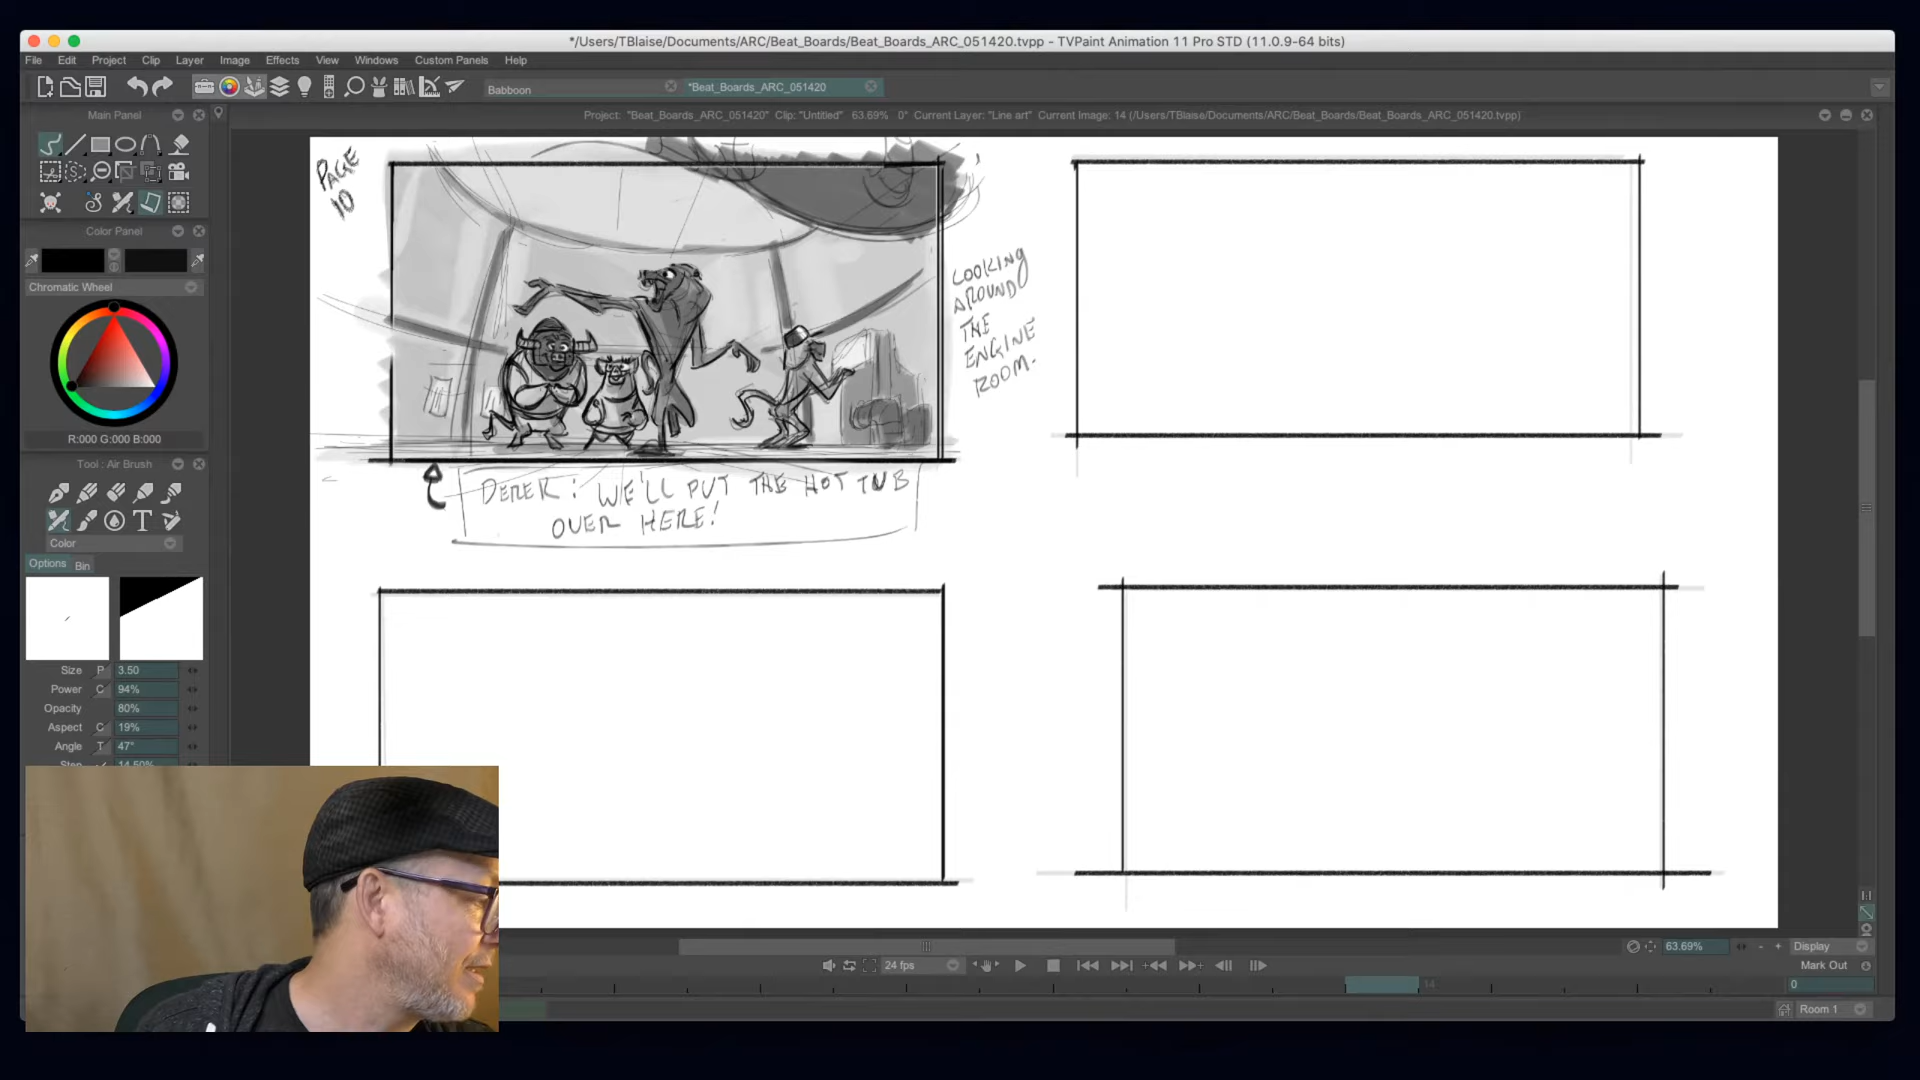 */Users/TBlaise/Documents/ARC/Beat_Boards/Beat_Boards_ARC_051420.tvpp - TVPaint Animation 11 Pro STD (11.0.9-64 bits)
File Edit Project Clip Layer Image Effects View Windows Custom Panels Help
Babboon
*Beat_Boards_ARC_051420
Main Panel
Project: "Beat_Boards_ARC_051420" Clip: "Untitled" 63.69% 0° Current Layer: "Line art" Current Image: 14 (/Users/TBlaise/Documents/ARC/Beat_Boards/Beat_Boards_ARC_051420.tvpp)
PAGE
10
Color Panel
Chromatic Wheel
R:000 G:000 B:000
LOOKING
AROUND
THE
ENGINE
ROOM.
Tool : Air Brush
T
Color
Options Bin
DEREK: WE'LL PUT THE HOT TUB
OVER HERE!
Size P 3.50
Power C 94%
Opacity 80%
Aspect C 19%
Angle T 47°
Step 14.50%
63.69% - + Display
24 fps
Mark Out
14
0
Room 1